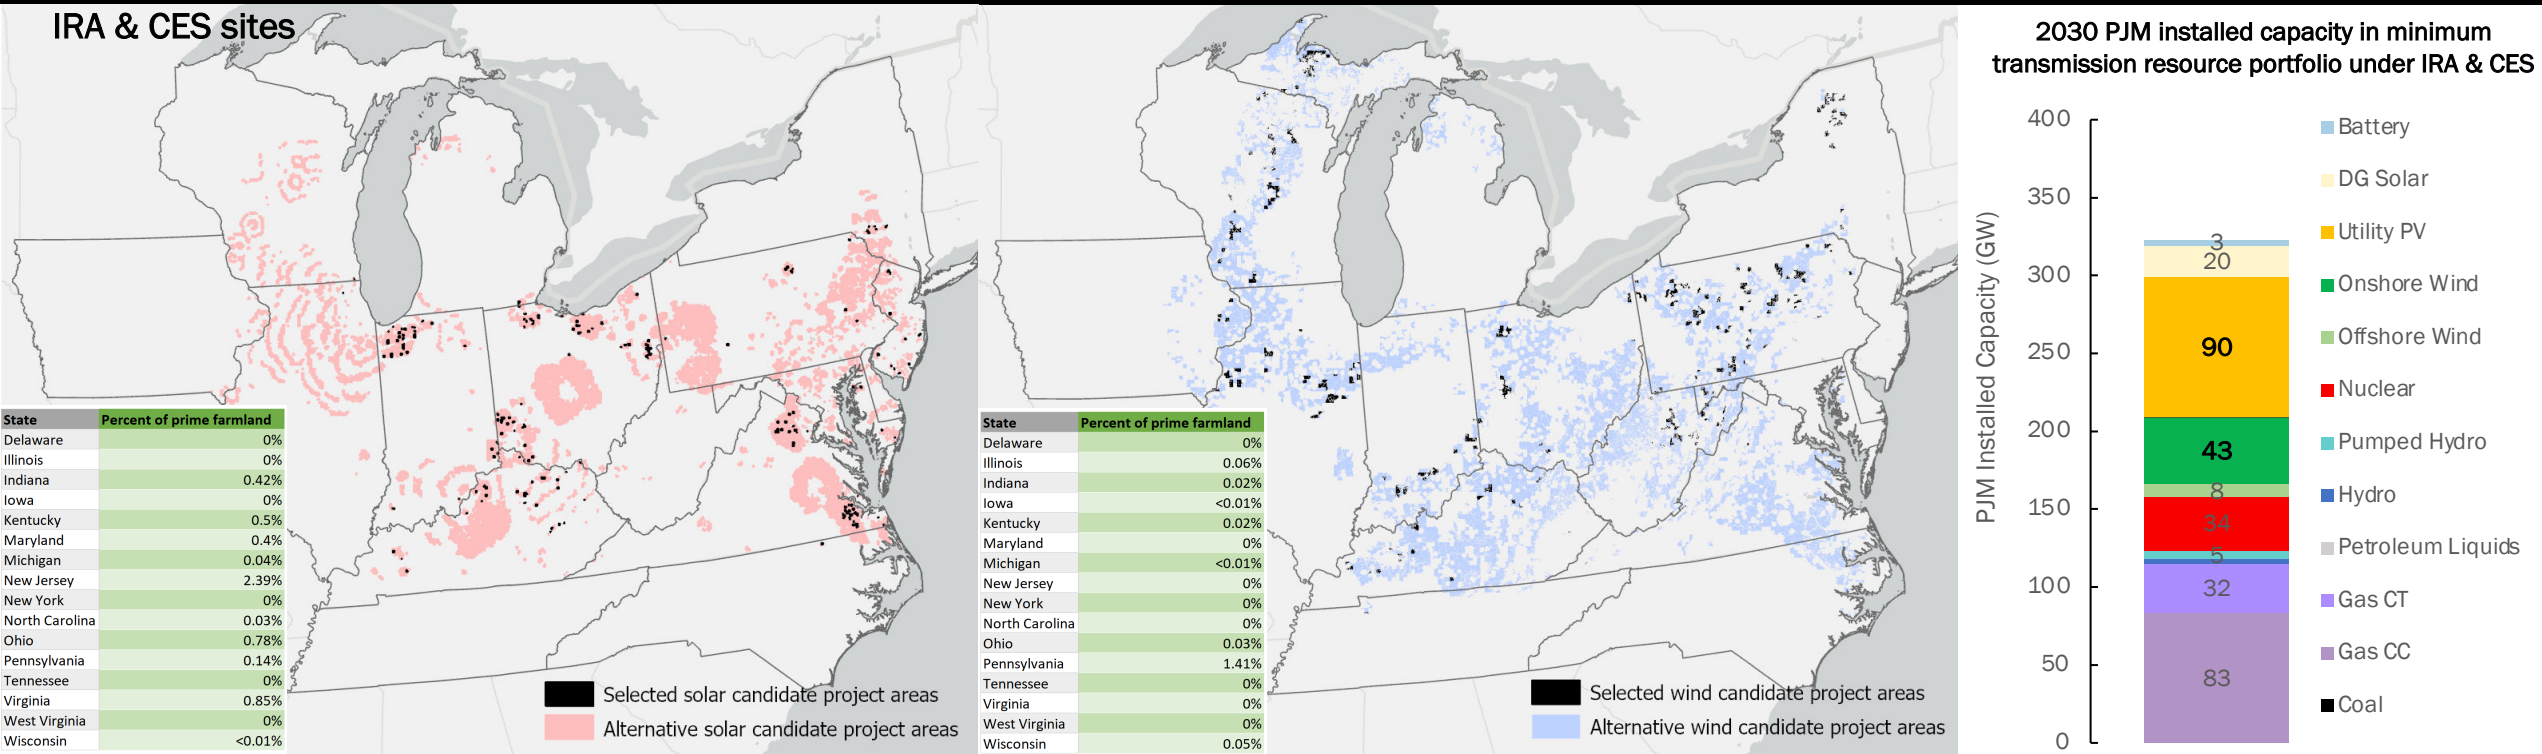 IRA & CES sites
State Percent of prime farmland
Delaware 0%
Illinois 0%
Indiana 0.42%
Iowa 0%
Kentucky 0.5%
Maryland 0.4%
Michigan 0.04%
New Jersey 2.39%
New York 0%
North Carolina 0.03%
Ohio 0.78%
Pennsylvania 0.14%
Tennessee 0%
Virginia 0.85%
West Virginia 0%
Wisconsin <0.01%
Selected solar candidate project areas
Alternative solar candidate project areas
State Percent of prime farmland
Delaware 0%
Illinois 0.06%
Indiana 0.02%
Iowa <0.01%
Kentucky 0.02%
Maryland 0%
Michigan <0.01%
New Jersey 0%
New York 0%
North Carolina 0%
Ohio 0.03%
Pennsylvania 1.41%
Tennessee 0%
Virginia 0%
West Virginia 0%
Wisconsin 0.05%
Selected wind candidate project areas
Alternative wind candidate project areas
2030 PJM installed capacity in minimum
transmission resource portfolio under IRA & CES
PJM Installed Capacity (GW)
400
350
300
250
200
150
100
50
0
3
20
90
43
8
34
5
32
83
Battery
DG Solar
Utility PV
Onshore Wind
Offshore Wind
Nuclear
Pumped Hydro
Hydro
Petroleum Liquids
Gas CT
Gas CC
Coal